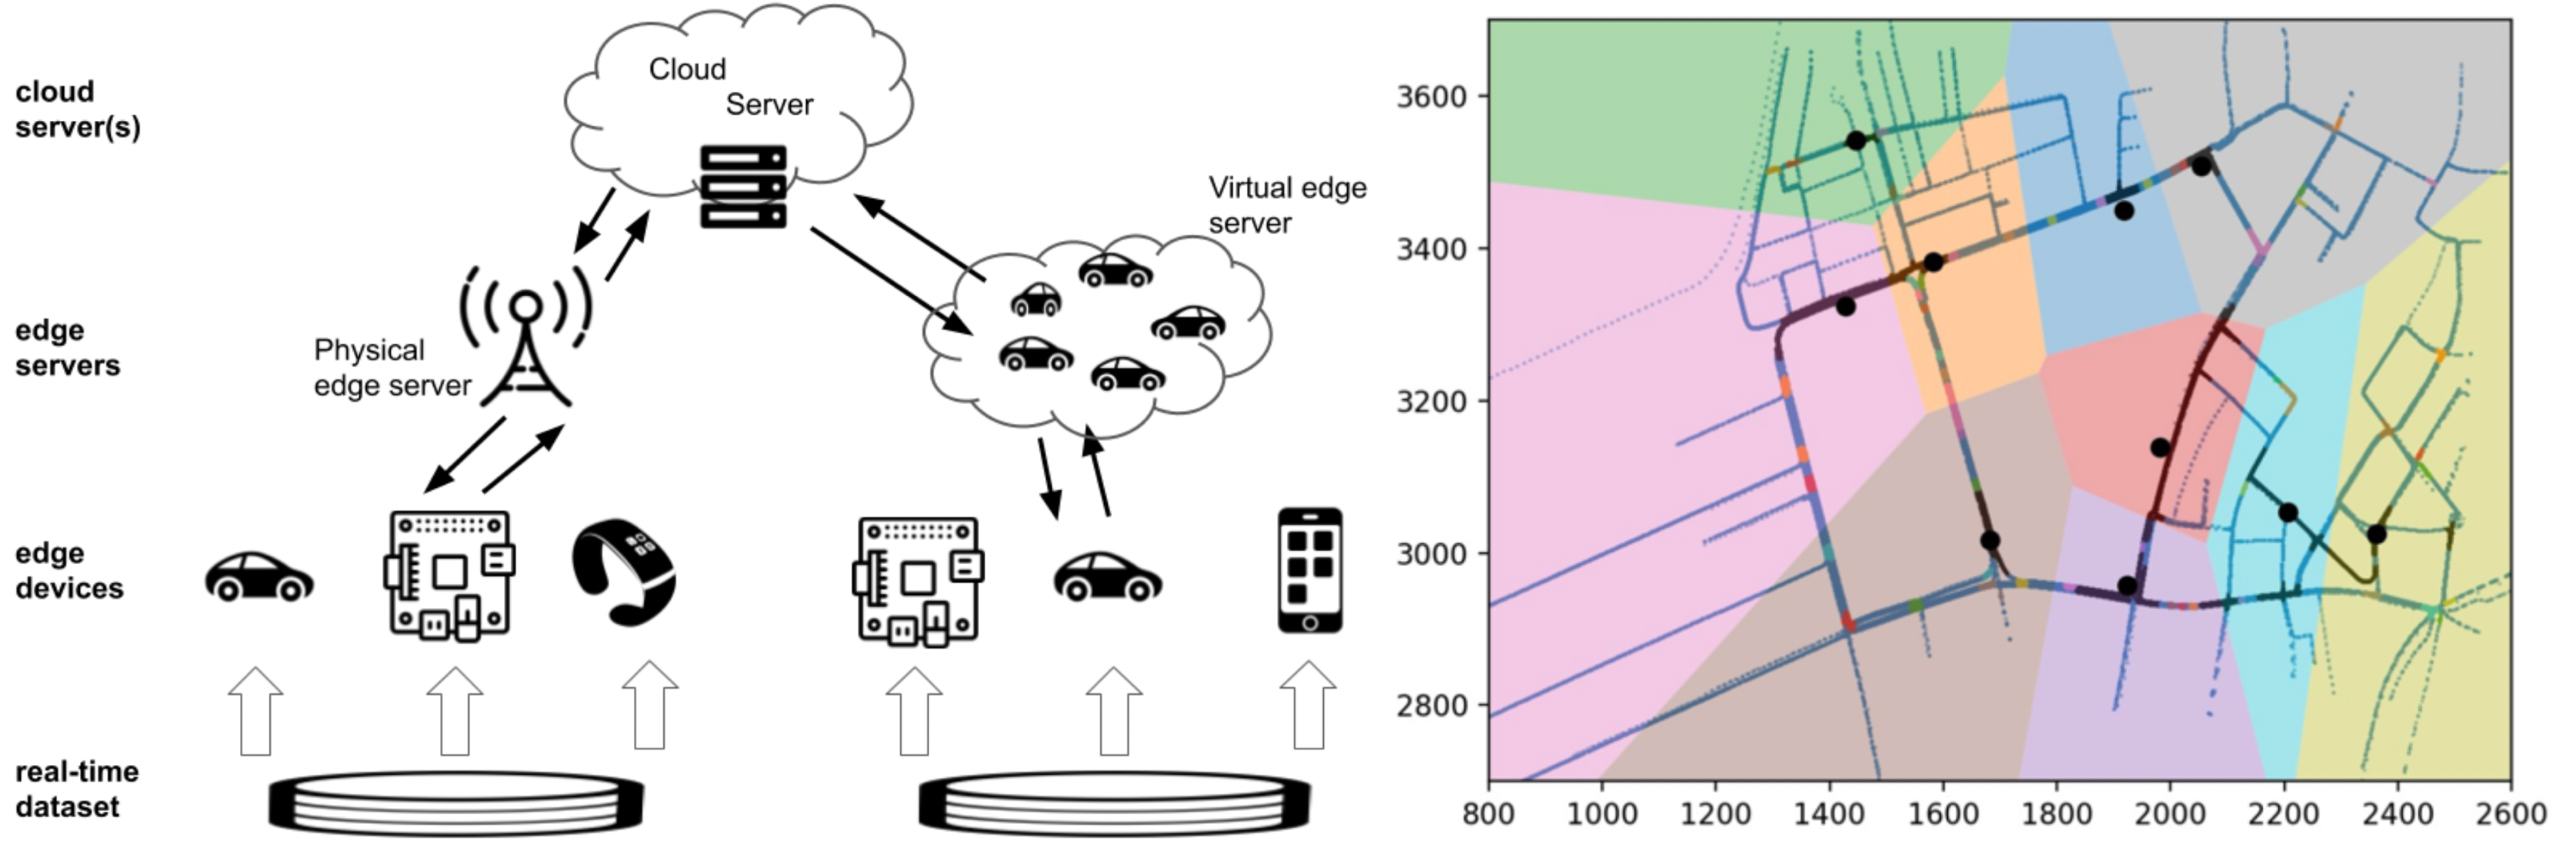 cloud
server(s)
Cloud
Server
Virtual edge
server
edge
servers
Physical
edge server
edge
devices
real-time
dataset
3600
3400
3200
3000
2800
800 1000 1200 1400 1600 1800 2000 2200 2400 2600